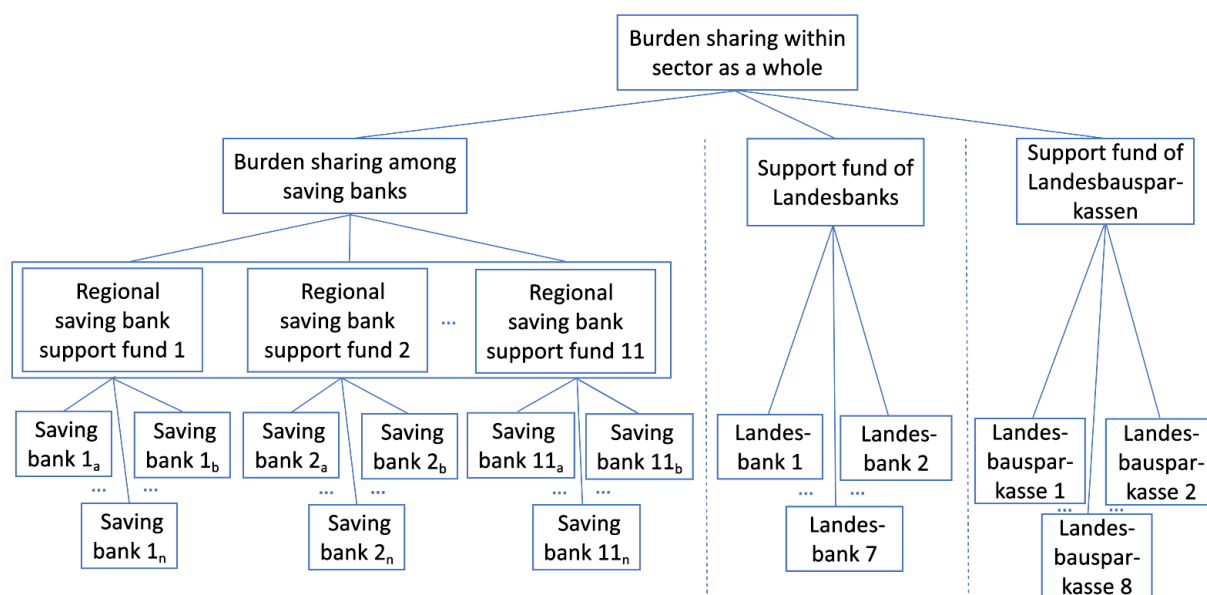 Burden sharing within
sector as a whole
Burden sharing among
saving banks
Support fund of
Landesbanks
Support fund of
Landesbauspar-
kassen
Regional
saving bank
support fund 1
Regional
saving bank
support fund 2
...
Regional
saving bank
support fund 11
Saving
bank 1a
Saving
bank 1b
Saving
bank 2a
Saving
bank 2b
Saving
bank 11a
Saving
bank 11b
Landes-
bank 1
Landes-
bank 2
Landes-
bauspar-
kasse 1
Landes-
bauspar-
kasse 2
... ...
... ...
... ...
... ...
... ...
Saving
bank 1n
Saving
bank 2n
Saving
bank 11n
Landes-
bank 7
Landes-
bauspar-
kasse 8